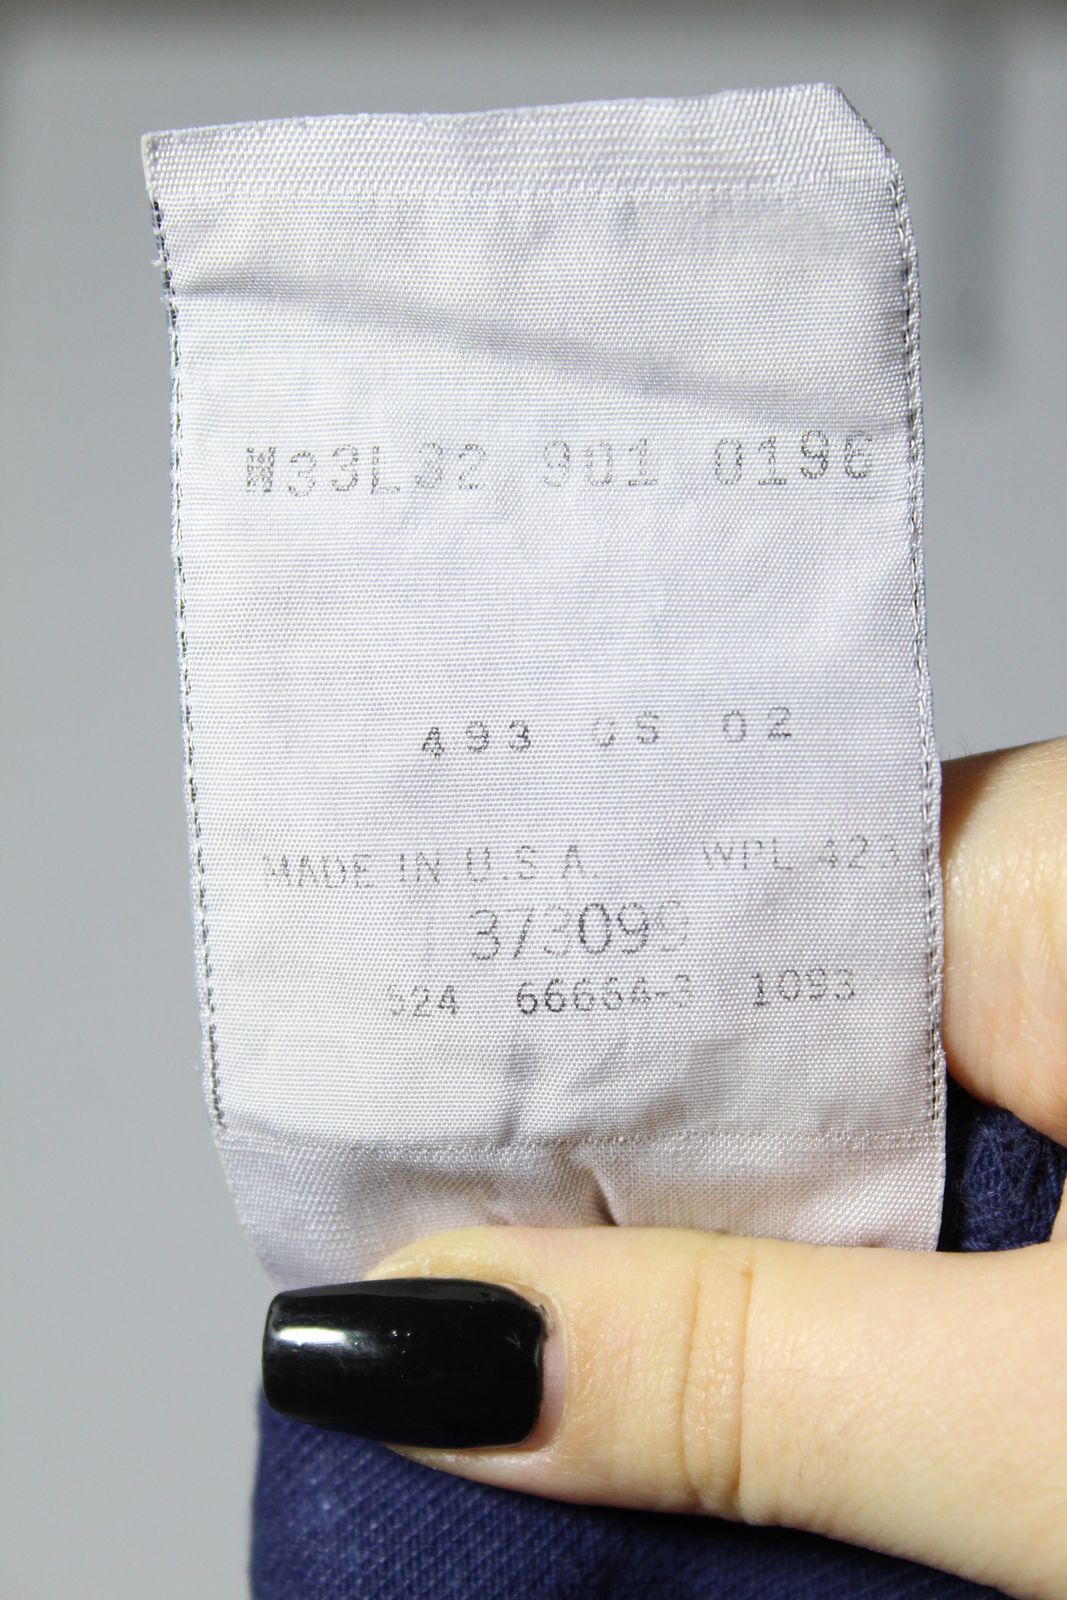 W33L32 901 0196
493 CS 02
MADE IN U.S.A. WPL 423
373099
524 66664-3 1093